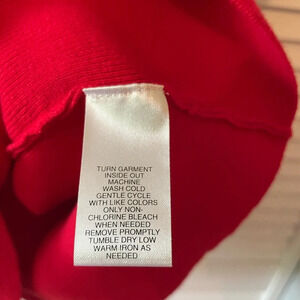 TURN GARMENT
INSIDE OUT
MACHINE
WASH COLD
GENTLE CYCLE
WITH LIKE COLORS
ONLY NON-
CHLORINE BLEACH
WHEN NEEDED
REMOVE PROMPTLY
TUMBLE DRY LOW
WARM IRON AS
NEEDED